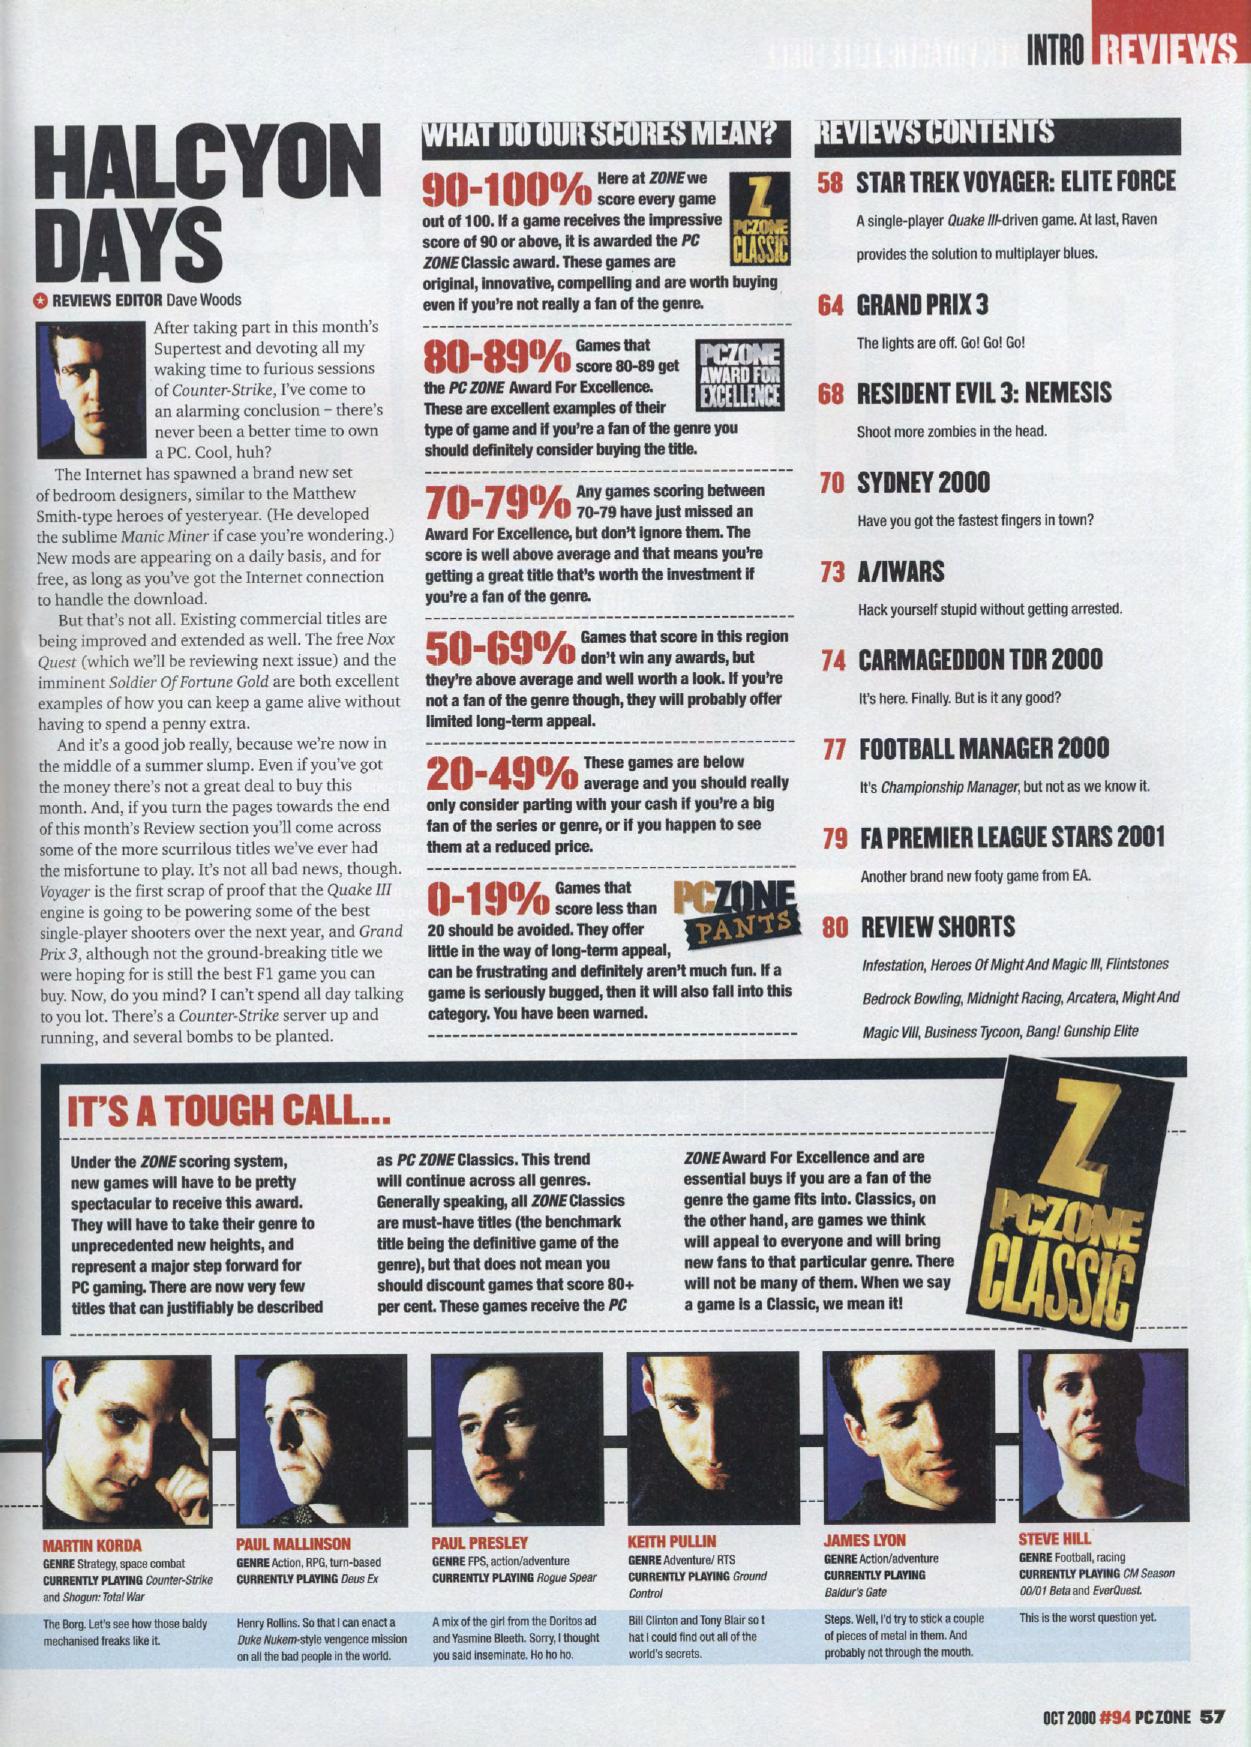 INTRO REVIEWS
HALCYON
DAYS
REVIEWS EDITOR Dave Woods
After taking part in this month's
Supertest and devoting all my
waking time to furious sessions
of Counter-Strike, I've come to
an alarming conclusion – there's
never been a better time to own
a PC. Cool, huh?
The Internet has spawned a brand new set
of bedroom designers, similar to the Matthew
Smith-type heroes of yesteryear. (He developed
the sublime Manic Miner if case you're wondering.)
New mods are appearing on a daily basis, and for
free, as long as you've got the Internet connection
to handle the download.
But that's not all. Existing commercial titles are
being improved and extended as well. The free Nox
Quest (which we'll be reviewing next issue) and the
imminent Soldier Of Fortune Gold are both excellent
examples of how you can keep a game alive without
having to spend a penny extra.
And it's a good job really, because we're now in
the middle of a summer slump. Even if you've got
the money there's not a great deal to buy this
month. And, if you turn the pages towards the end
of this month's Review section you'll come across
some of the more scurrilous titles we've ever had
the misfortune to play. It's not all bad news, though.
Voyager is the first scrap of proof that the Quake III
engine is going to be powering some of the best
single-player shooters over the next year, and Grand
Prix 3, although not the ground-breaking title we
were hoping for is still the best F1 game you can
buy. Now, do you mind? I can't spend all day talking
to you lot. There's a Counter-Strike server up and
running, and several bombs to be planted.
WHAT DO OUR SCORES MEAN?
90-100% Here at ZONE we
score every game
out of 100. If a game receives the impressive
score of 90 or above, it is awarded the PC
ZONE Classic award. These games are
original, innovative, compelling and are worth buying
even if you're not really a fan of the genre.
Z
PCZONE
CLASSIC
80-89% Games that
score 80-89 get
the PC ZONE Award For Excellence.
These are excellent examples of their
type of game and if you're a fan of the genre you
should definitely consider buying the title.
PCZONE
AWARD FOR
EXCELLENCE
70-79% Any games scoring between
70-79 have just missed an
Award For Excellence, but don't ignore them. The
score is well above average and that means you're
getting a great title that's worth the investment if
you're a fan of the genre.
50-69% Games that score in this region
don't win any awards, but
they're above average and well worth a look. If you're
not a fan of the genre though, they will probably offer
limited long-term appeal.
20-49% These games are below
average and you should really
only consider parting with your cash if you're a big
fan of the series or genre, or if you happen to see
them at a reduced price.
0-19% Games that
score less than
20 should be avoided. They offer
little in the way of long-term appeal,
can be frustrating and definitely aren't much fun. If a
game is seriously bugged, then it will also fall into this
category. You have been warned.
PCZONE
PANTS
REVIEWS CONTENTS
58 STAR TREK VOYAGER: ELITE FORCE
A single-player Quake III-driven game. At last, Raven
provides the solution to multiplayer blues.
64 GRAND PRIX 3
The lights are off. Go! Go! Go!
68 RESIDENT EVIL 3: NEMESIS
Shoot more zombies in the head.
70 SYDNEY 2000
Have you got the fastest fingers in town?
73 A/IWARS
Hack yourself stupid without getting arrested.
74 CARMAGEDDON TDR 2000
It's here. Finally. But is it any good?
77 FOOTBALL MANAGER 2000
It's Championship Manager, but not as we know it.
79 FA PREMIER LEAGUE STARS 2001
Another brand new footy game from EA.
80 REVIEW SHORTS
Infestation, Heroes Of Might And Magic III, Flintstones
Bedrock Bowling, Midnight Racing, Arcatera, Might And
Magic VIII, Business Tycoon, Bang! Gunship Elite
IT'S A TOUGH CALL...
Under the ZONE scoring system,
new games will have to be pretty
spectacular to receive this award.
They will have to take their genre to
unprecedented new heights, and
represent a major step forward for
PC gaming. There are now very few
titles that can justifiably be described
as PC ZONE Classics. This trend
will continue across all genres.
Generally speaking, all ZONE Classics
are must-have titles (the benchmark
title being the definitive game of the
genre), but that does not mean you
should discount games that score 80+
per cent. These games receive the PC
ZONE Award For Excellence and are
essential buys if you are a fan of the
genre the game fits into. Classics, on
the other hand, are games we think
will appeal to everyone and will bring
new fans to that particular genre. There
will not be many of them. When we say
a game is a Classic, we mean it!
Z
PCZONE
CLASSIC
MARTIN KORDA
GENRE Strategy, space combat
CURRENTLY PLAYING Counter-Strike
and Shogun: Total War
The Borg. Let's see how those baldy
mechanised freaks like it.
PAUL MALLINSON
GENRE Action, RPG, turn-based
CURRENTLY PLAYING Deus Ex
Henry Rollins. So that I can enact a
Duke Nukem-style vengence mission
on all the bad people in the world.
PAUL PRESLEY
GENRE FPS, action/adventure
CURRENTLY PLAYING Rogue Spear
A mix of the girl from the Doritos ad
and Yasmine Bleeth. Sorry, I thought
you said inseminate. Ho ho ho.
KEITH PULLIN
GENRE Adventure/ RTS
CURRENTLY PLAYING Ground
Control
Bill Clinton and Tony Blair so t
hat I could find out all of the
world's secrets.
JAMES LYON
GENRE Action/adventure
CURRENTLY PLAYING
Baldur's Gate
Steps. Well, I'd try to stick a couple
of pieces of metal in them. And
probably not through the mouth.
STEVE HILL
GENRE Football, racing
CURRENTLY PLAYING CM Season
00/01 Beta and EverQuest.
This is the worst question yet.
OCT 2000 #94 PC ZONE 57